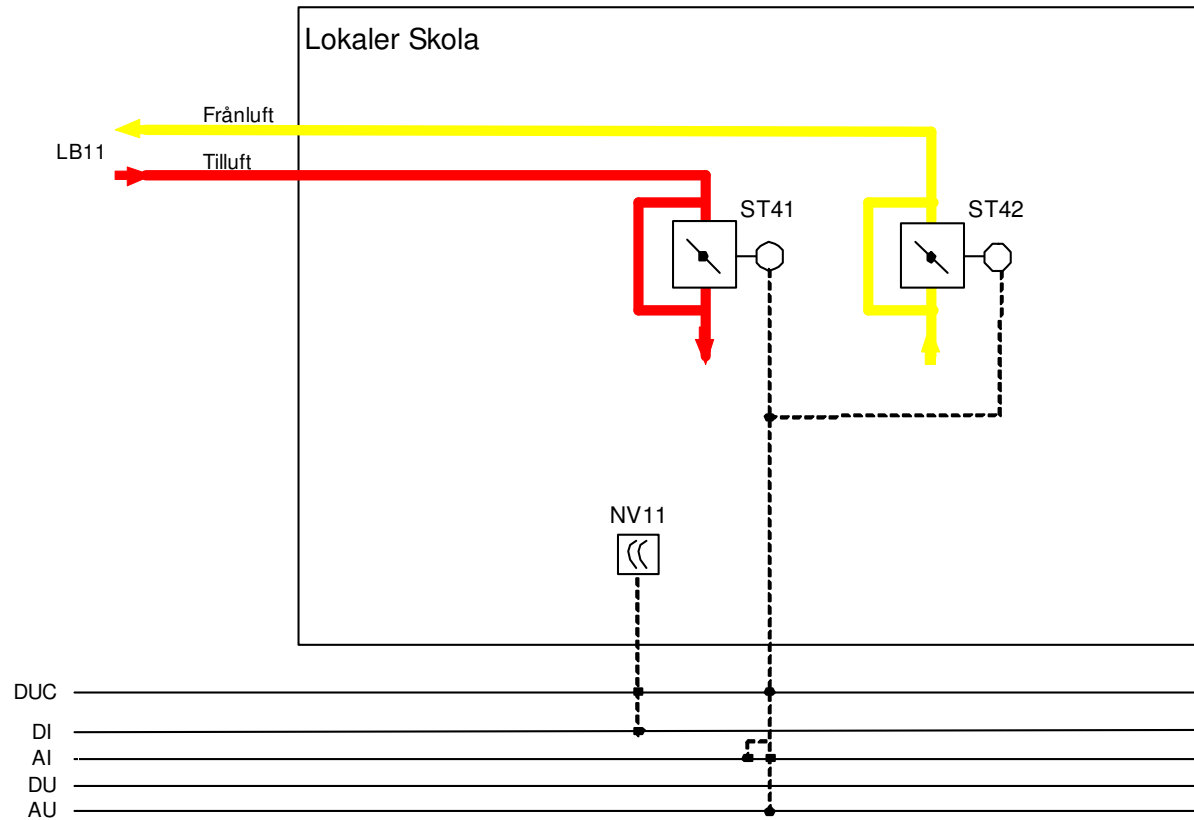 Lokaler Skola
Frånluft
LB11
Tilluft
ST41
ST42
NV11
DUC
DI
AI
DU
AU